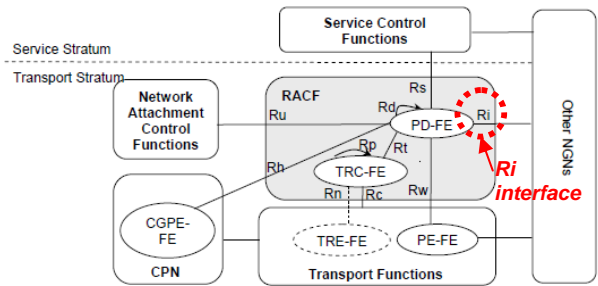 Service Control
Functions
Service Stratum
Transport Stratum
Network
Attachment
Control
Functions
RACF
Rs
Rd
Ri
Ru
PD-FE
Rp
Rt
Rh
TRC-FE
Ri
interface
Rn
Rc
Rw
CGPE-
FE
CPN
TRE-FE
PE-FE
Transport Functions
Other NGNs